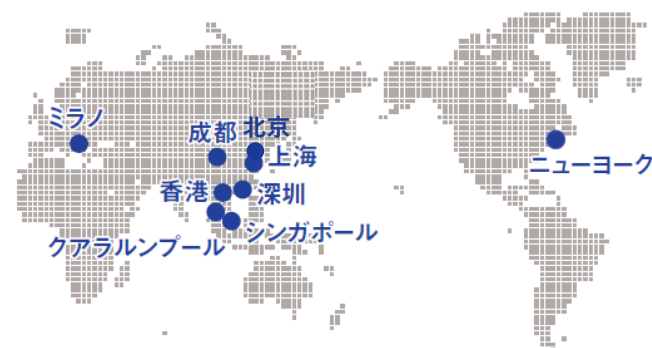 ミラノ
成都
北京
上海
ニューヨーク
香港
深圳
シンガポール
クアラルンプール